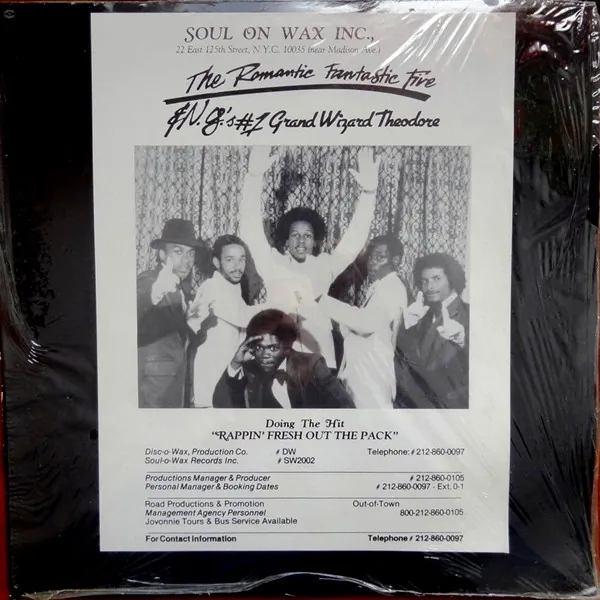 SOUL ON WAX INC.,
22 East 125th Street, N.Y.C. 10035 (near Madison Ave.)
The Romantic Fantastic Five
& N.Y.'s #1 Grand Wizard Theodore
Doing The Hit
"RAPPIN' FRESH OUT THE PACK"
Disc-o-Wax, Production Co. # DW Telephone: # 212-860-0097
Soul-o-Wax Records Inc. # SW2002
Productions Manager & Producer # 212-860-0105
Personal Manager & Booking Dates # 212-860-0097 - Ext. 0-1
Road Productions & Promotion Out-of-Town
Management Agency Personnel 800-212-860-0105
Jovonnie Tours & Bus Service Available
For Contact Information Telephone # 212-860-0097